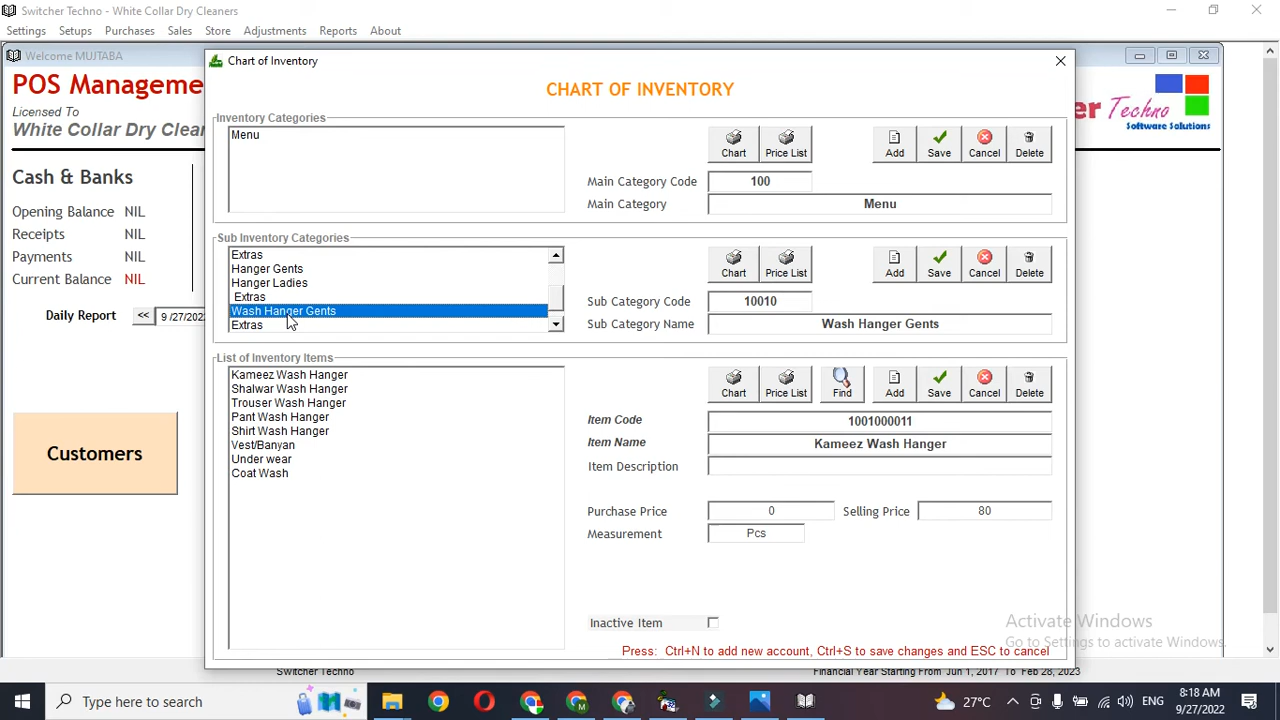 Switcher Techno - White Collar Dry Cleaners
Settings Setups Purchases Sales Store Adjustments Reports About
Welcome MUJTABA
POS Manageme
Licensed To
White Collar Dry Clean
Techno
Software Solutions
Cash & Banks
Opening Balance NIL
Receipts NIL
Payments NIL
Current Balance NIL
Daily Report << 9 /27/2022
Customers
Chart of Inventory
CHART OF INVENTORY
Inventory Categories
Menu
Chart Price List Add Save Cancel Delete
Main Category Code 100
Main Category Menu
Sub Inventory Categories
Extras
Hanger Gents
Hanger Ladies
Extras
Wash Hanger Gents
Extras
Chart Price List Add Save Cancel Delete
Sub Category Code 10010
Sub Category Name Wash Hanger Gents
List of Inventory Items
Kameez Wash Hanger
Shalwar Wash Hanger
Trouser Wash Hanger
Pant Wash Hanger
Shirt Wash Hanger
Vest/Banyan
Under wear
Coat Wash
Chart Price List Find Add Save Cancel Delete
Item Code 1001000011
Item Name Kameez Wash Hanger
Item Description
Purchase Price 0 Selling Price 80
Measurement Pcs
Inactive Item
Press: Ctrl+N to add new account, Ctrl+S to save changes and ESC to cancel
Activate Windows
Go to Settings to activate Windows.
Switcher Techno Financial Year Starting From Jun 1, 2017 To Feb 28, 2023
Type here to search
27°C ENG 8:18 AM
9/27/2022